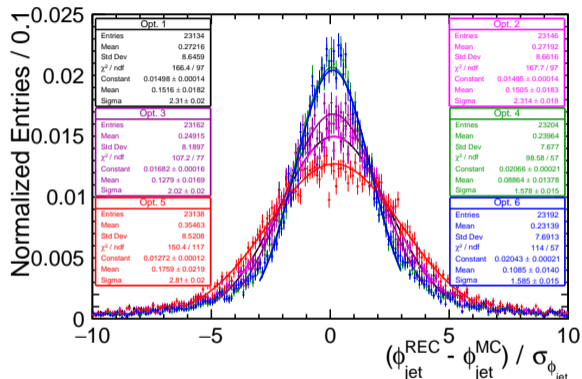 0.025
0.02
0.015
0.01
0.005
0
Normalized Entries / 0.1
Opt. 1
Entries 23134
Mean 0.27216
Std Dev 8.6459
χ² / ndf 166.4 / 97
Constant 0.01498 ± 0.00014
Mean 0.1516 ± 0.0182
Sigma 2.31 ± 0.02
Opt. 2
Entries 23146
Mean 0.27192
Std Dev 8.6616
χ² / ndf 167.7 / 97
Constant 0.01495 ± 0.00014
Mean 0.1505 ± 0.0183
Sigma 2.314 ± 0.018
Opt. 3
Entries 23162
Mean 0.24915
Std Dev 8.1897
χ² / ndf 107.2 / 77
Constant 0.01682 ± 0.00016
Mean 0.1279 ± 0.0169
Sigma 2.02 ± 0.02
Opt. 4
Entries 23204
Mean 0.23964
Std Dev 7.677
χ² / ndf 98.58 / 57
Constant 0.02066 ± 0.00021
Mean 0.08864 ± 0.01378
Sigma 1.578 ± 0.015
Opt. 5
Entries 23138
Mean 0.35463
Std Dev 8.5208
χ² / ndf 150.4 / 117
Constant 0.01272 ± 0.00012
Mean 0.1759 ± 0.0219
Sigma 2.81 ± 0.02
Opt. 6
Entries 23192
Mean 0.23139
Std Dev 7.6913
χ² / ndf 114 / 57
Constant 0.02043 ± 0.00021
Mean 0.1085 ± 0.0140
Sigma 1.585 ± 0.015
−10 −5 0 5 10
(ϕ^REC_jet - ϕ^MC_jet) / σ_ϕ_jet